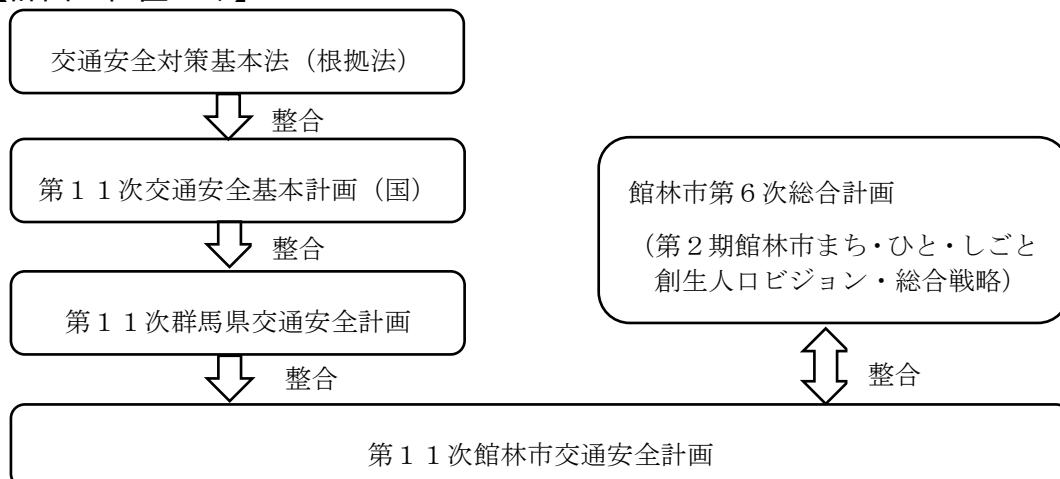 交通安全対策基本法（根拠法）
整合
第１１次交通安全基本計画（国）
整合
第１１次群馬県交通安全計画
整合
館林市第６次総合計画
（第２期館林市まち・ひと・しごと
創生人口ビジョン・総合戦略）
整合
第１１次館林市交通安全計画